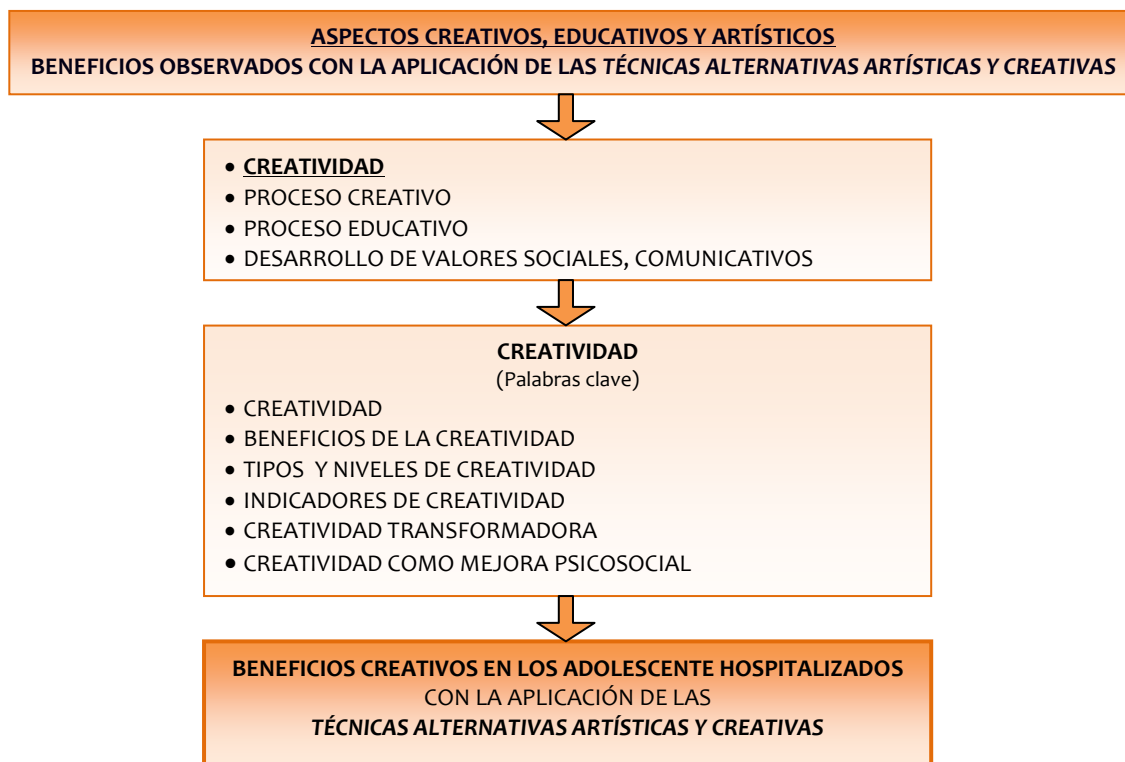 ASPECTOS CREATIVOS, EDUCATIVOS Y ARTÍSTICOS
BENEFICIOS OBSERVADOS CON LA APLICACIÓN DE LAS TÉCNICAS ALTERNATIVAS ARTÍSTICAS Y CREATIVAS
• CREATIVIDAD
• PROCESO CREATIVO
• PROCESO EDUCATIVO
• DESARROLLO DE VALORES SOCIALES, COMUNICATIVOS
CREATIVIDAD
(Palabras clave)
• CREATIVIDAD
• BENEFICIOS DE LA CREATIVIDAD
• TIPOS Y NIVELES DE CREATIVIDAD
• INDICADORES DE CREATIVIDAD
• CREATIVIDAD TRANSFORMADORA
• CREATIVIDAD COMO MEJORA PSICOSOCIAL
BENEFICIOS CREATIVOS EN LOS ADOLESCENTE HOSPITALIZADOS
CON LA APLICACIÓN DE LAS
TÉCNICAS ALTERNATIVAS ARTÍSTICAS Y CREATIVAS